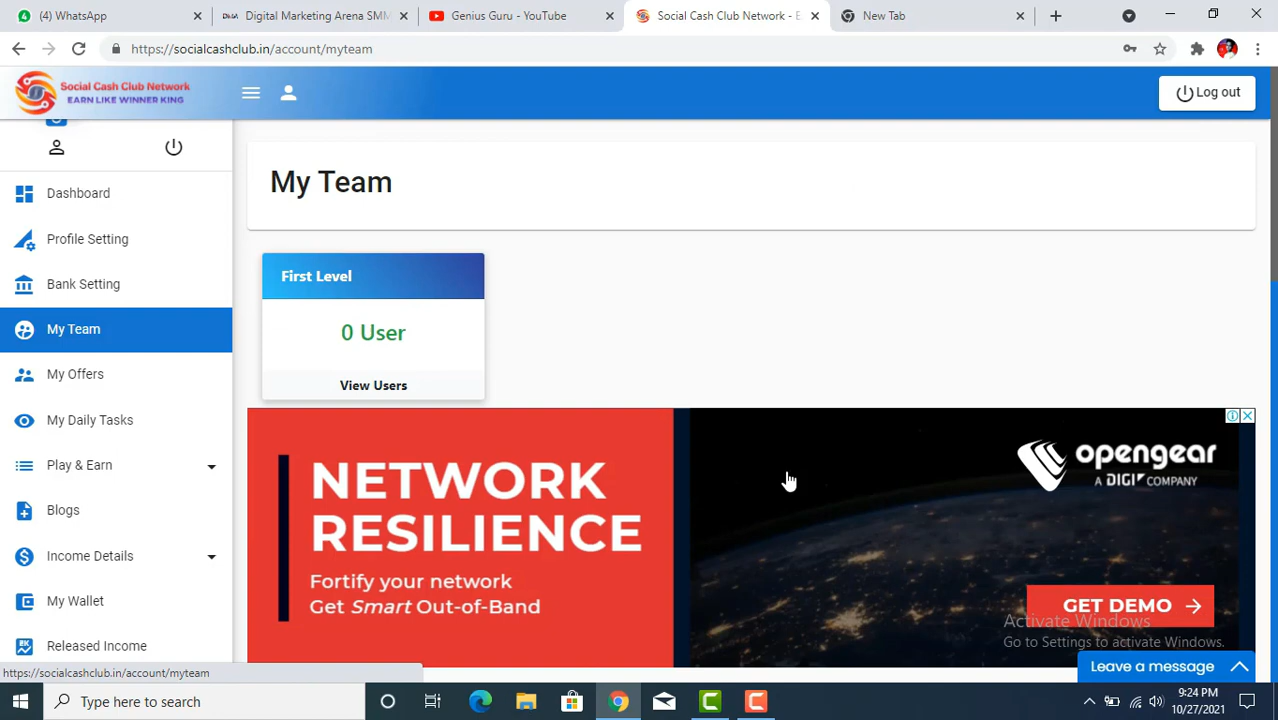 (4) WhatsApp
Digital Marketing Arena SMM
Genius Guru - YouTube
Social Cash Club Network - E
New Tab
https://socialcashclub.in/account/myteam
Social Cash Club Network
EARN LIKE WINNER KING
Log out
My Team
Dashboard
Profile Setting
Bank Setting
My Team
My Offers
My Daily Tasks
Play & Earn
Blogs
Income Details
My Wallet
Released Income
First Level
0 User
View Users
NETWORK
RESILIENCE
Fortify your network
Get Smart Out-of-Band
opengear
A DIGI COMPANY
GET DEMO
Activate Windows
Go to Settings to activate Windows.
Leave a message
https://socialcashclub.in/account/myteam
Type here to search
9:24 PM
10/27/2021